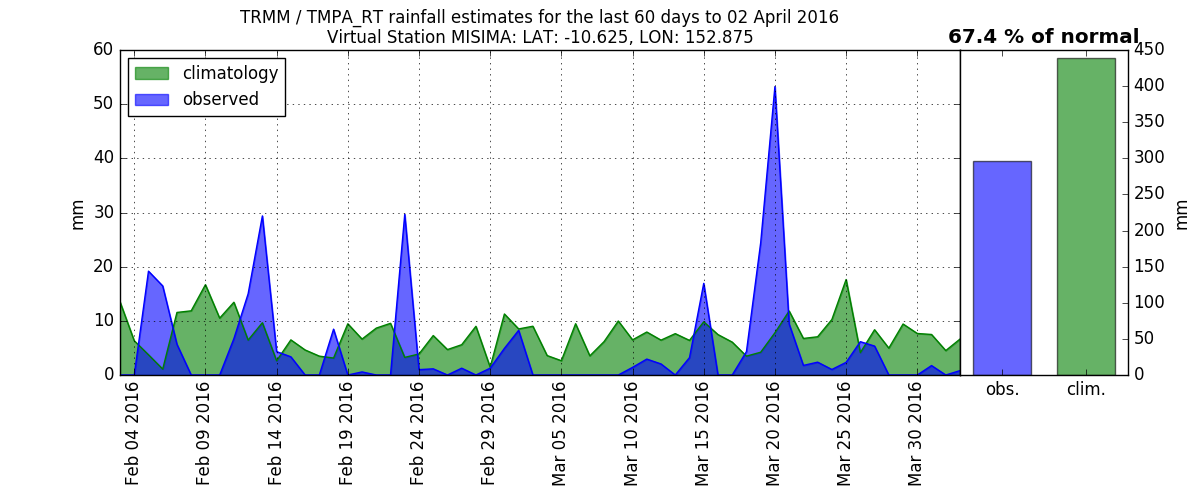 TRMM / TMPA_RT rainfall estimates for the last 60 days to 02 April 2016
Virtual Station MISIMA: LAT: -10.625, LON: 152.875
67.4 % of normal
climatology
observed
60
50
40
30
20
10
0
mm
Feb 04 2016
Feb 09 2016
Feb 14 2016
Feb 19 2016
Feb 24 2016
Feb 29 2016
Mar 05 2016
Mar 10 2016
Mar 15 2016
Mar 20 2016
Mar 25 2016
Mar 30 2016
450
400
350
300
250
200
150
100
50
0
mm
obs.
clim.